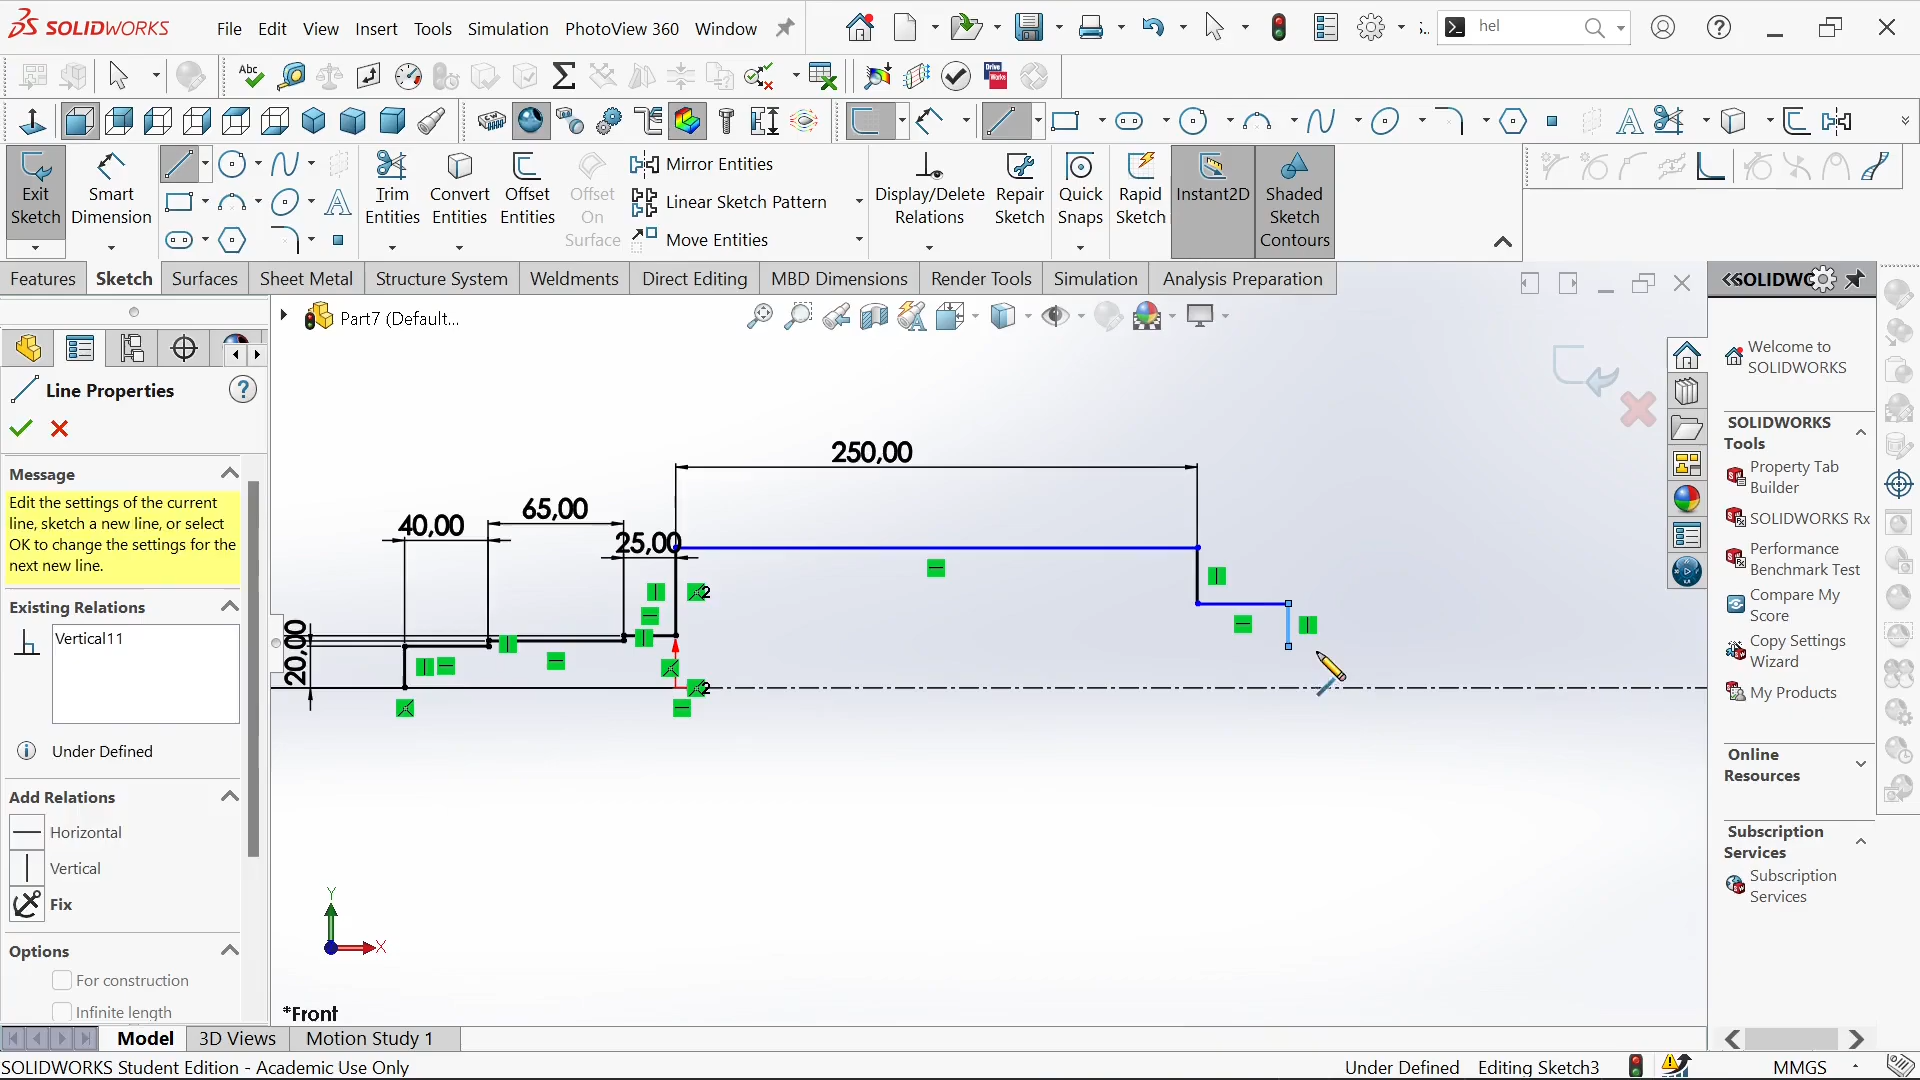 SOLIDWORKS
File Edit View Insert Tools Simulation PhotoView 360 Window
hel
Exit Sketch
Smart Dimension
Trim Entities
Convert Entities
Offset Entities
Offset On Surface
Mirror Entities
Linear Sketch Pattern
Move Entities
Display/Delete Relations
Repair Sketch
Quick Snaps
Rapid Sketch
Instant2D
Shaded Sketch Contours
Features Sketch Surfaces Sheet Metal Structure System Weldments Direct Editing MBD Dimensions Render Tools Simulation Analysis Preparation
Part7 (Default...
Line Properties
Message
Edit the settings of the current
line, sketch a new line, or select
OK to change the settings for the
next new line.
Existing Relations
Vertical11
Under Defined
Add Relations
Horizontal
Vertical
Fix
Options
For construction
Infinite length
250,00
65,00
40,00
25,00
20,00
2
2
Y
X
*Front
SOLIDWO
Welcome to
SOLIDWORKS
SOLIDWORKS
Tools
Property Tab
Builder
SOLIDWORKS Rx
Performance
Benchmark Test
Compare My
Score
Copy Settings
Wizard
My Products
Online
Resources
Subscription
Services
Subscription
Services
Model 3D Views Motion Study 1
SOLIDWORKS Student Edition - Academic Use Only
Under Defined Editing Sketch3 MMGS